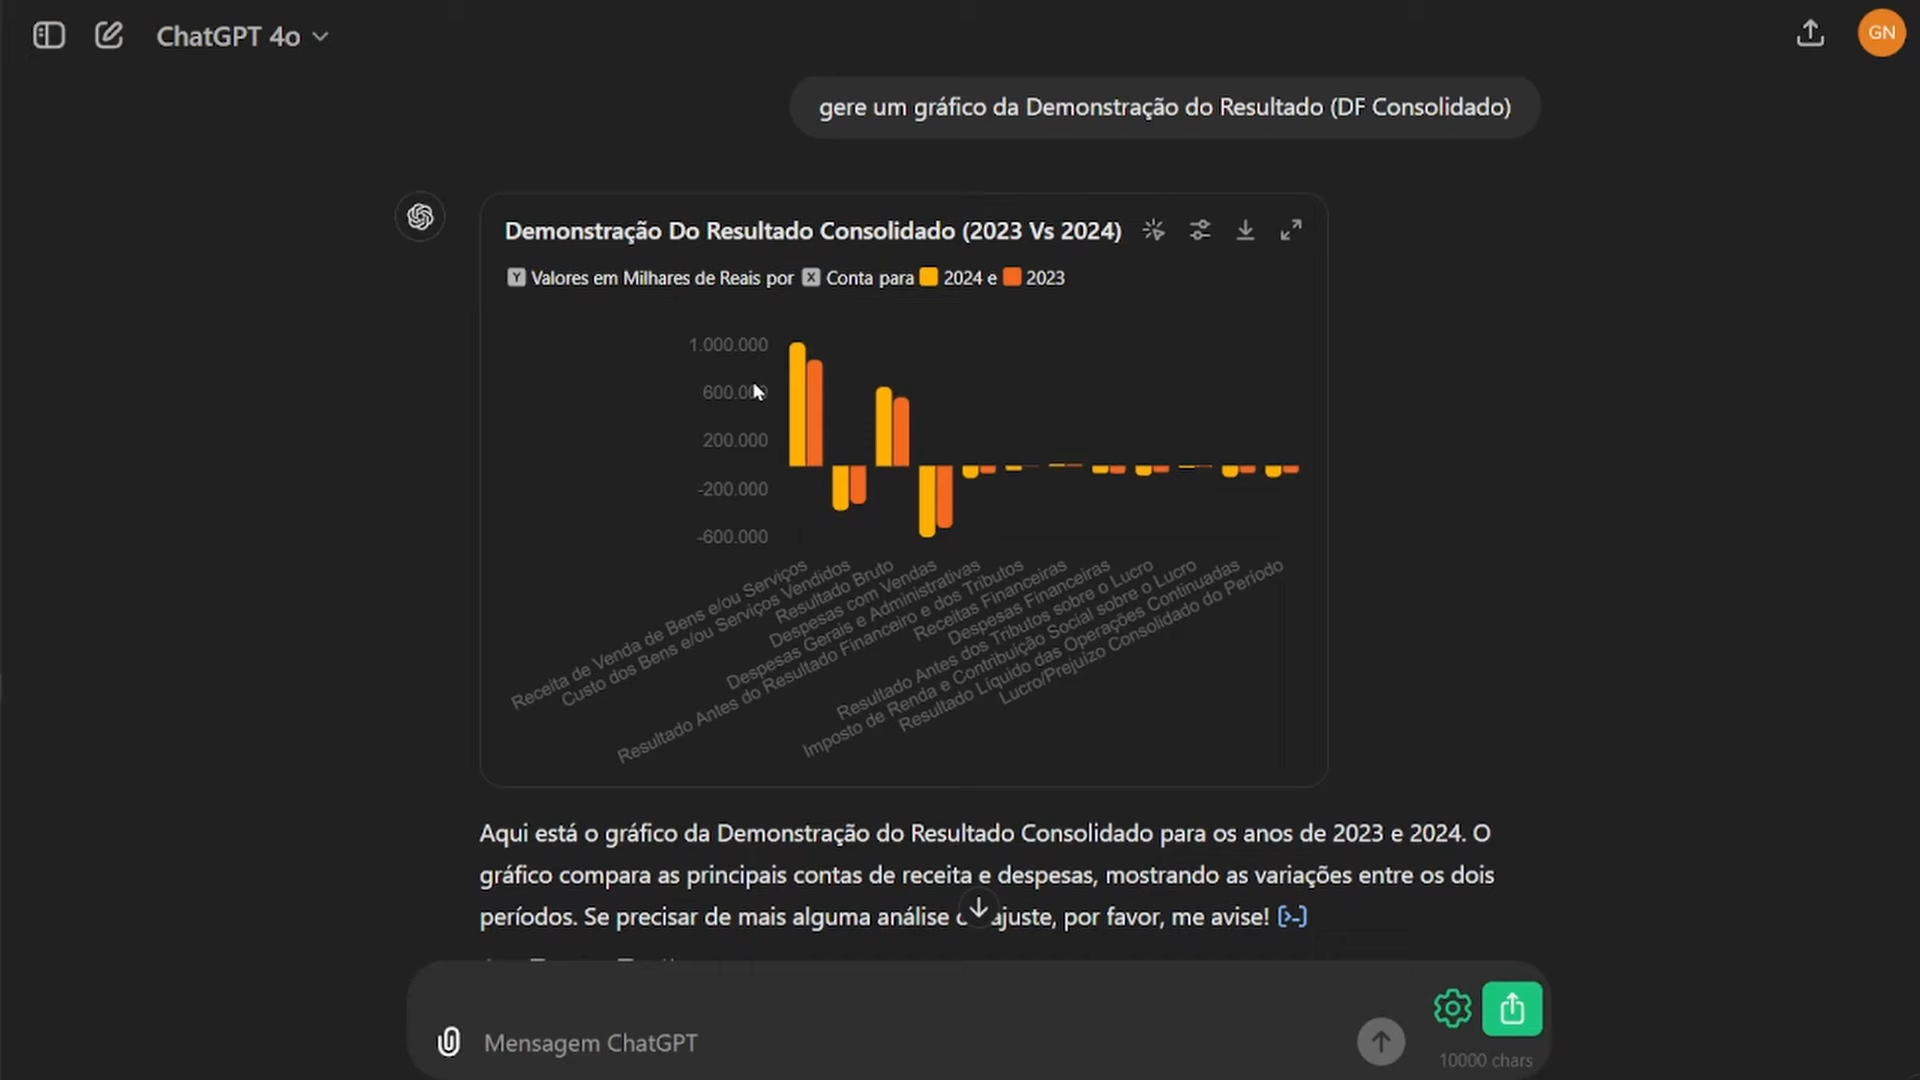 ChatGPT 4o
GN
gere um gráfico da Demonstração do Resultado (DF Consolidado)
Demonstração Do Resultado Consolidado (2023 Vs 2024)
Y Valores em Milhares de Reais por X Conta para 2024 e 2023
1.000.000
600.000
200.000
-200.000
-600.000
Receita de Venda de Bens e/ou Serviços
Custo dos Bens e/ou Serviços Vendidos
Resultado Bruto
Despesas com Vendas
Despesas Gerais e Administrativas
Resultado Antes do Resultado Financeiro e dos Tributos
Receitas Financeiras
Despesas Financeiras
Resultado Antes dos Tributos sobre o Lucro
Imposto de Renda e Contribuição Social sobre o Lucro
Resultado Líquido das Operações Continuadas
Lucro/Prejuízo Consolidado do Período
Aqui está o gráfico da Demonstração do Resultado Consolidado para os anos de 2023 e 2024. O
gráfico compara as principais contas de receita e despesas, mostrando as variações entre os dois
períodos. Se precisar de mais alguma análise ajuste, por favor, me avise! [>-]
Mensagem ChatGPT
10000 chars